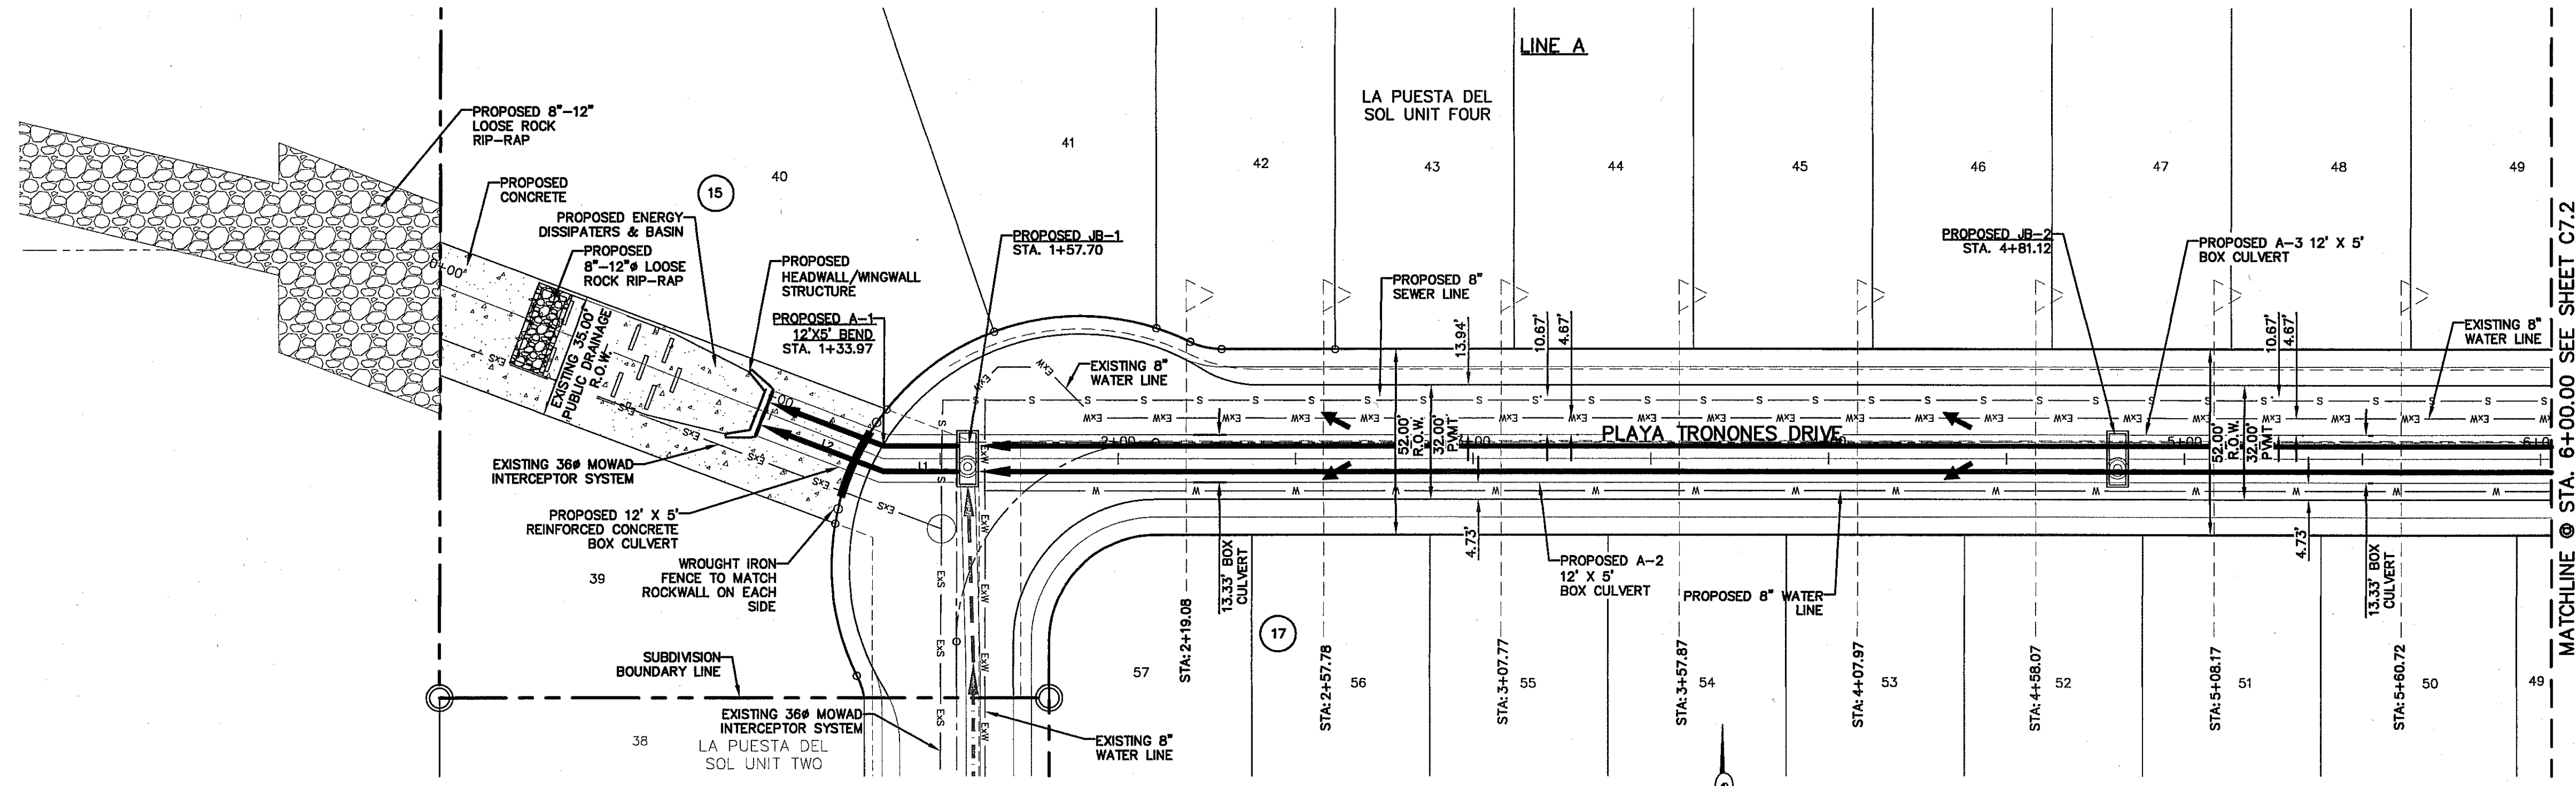 LINE A
LA PUESTA DEL
SOL UNIT FOUR
PROPOSED 8"-12"
LOOSE ROCK
RIP-RAP
PROPOSED
CONCRETE
PROPOSED ENERGY
DISSIPATERS & BASIN
PROPOSED
8"-12"ø LOOSE
ROCK RIP-RAP
15
40
41
42
43
44
45
46
47
48
49
PROPOSED
HEADWALL/WINGWALL
STRUCTURE
PROPOSED A-1
12'X5' BEND
STA. 1+33.97
PROPOSED JB-1
STA. 1+57.70
EXISTING 8"
WATER LINE
PROPOSED 8"
SEWER LINE
13.94'
10.67'
4.67'
PROPOSED JB-2
STA. 4+81.12
PROPOSED A-3 12' X 5'
BOX CULVERT
10.67'
4.67'
EXISTING 8"
WATER LINE
0+00
EXISTING 35.00'
PUBLIC DRAINAGE
R.O.W.
L2
L1
2+00
52.00'
R.O.W.
32.00'
PVMT
PLAYA TRONONES DRIVE
5+00
52.00'
R.O.W.
32.00'
PVMT
EXISTING 36ø MOWAD
INTERCEPTOR SYSTEM
PROPOSED 12' X 5'
REINFORCED CONCRETE
BOX CULVERT
WROUGHT IRON
FENCE TO MATCH
ROCKWALL ON EACH
SIDE
39
SUBDIVISION
BOUNDARY LINE
EXISTING 36ø MOWAD
INTERCEPTOR SYSTEM
38
LA PUESTA DEL
SOL UNIT TWO
EXISTING 8"
WATER LINE
13.33' BOX
CULVERT
17
4.73'
PROPOSED A-2
12' X 5'
BOX CULVERT
PROPOSED 8" WATER
LINE
4.73'
13.33' BOX
CULVERT
57
STA: 2+19.08
STA: 2+57.78
56
STA: 3+07.77
55
STA: 3+57.87
54
STA: 4+07.97
53
STA: 4+58.07
52
STA: 5+08.17
51
STA: 5+60.72
50
49
MATCHLINE @ STA. 6+00.00 SEE SHEET C7.2